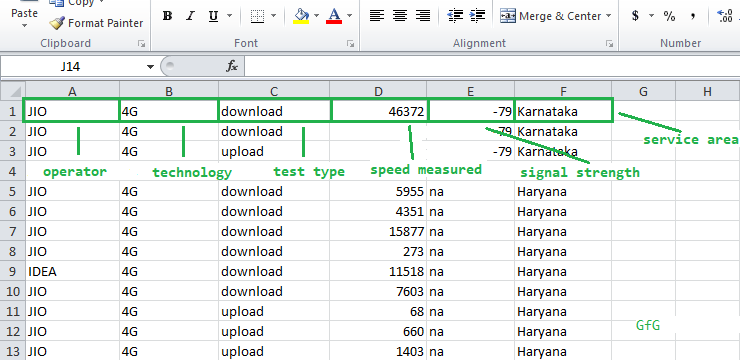 Paste
Copy
Format Painter
B I U A
Merge & Center $ % , .00
Clipboard Font Alignment Number
J14 fx
A B C D E F G H
1 JIO 4G download 46372 -79 Karnataka
2 JIO 4G download -79 Karnataka
service area
3 JIO 4G upload -79 Karnataka
4 operator technology test type speed measured signal strength
5 JIO 4G download 5955 na Haryana
6 JIO 4G download 4351 na Haryana
7 JIO 4G download 15877 na Haryana
8 JIO 4G download 273 na Haryana
9 IDEA 4G download 11518 na Haryana
10 JIO 4G download 7603 na Haryana
11 JIO 4G upload 68 na Haryana
GfG
12 JIO 4G upload 660 na Haryana
13 JIO 4G upload 1403 na Haryana